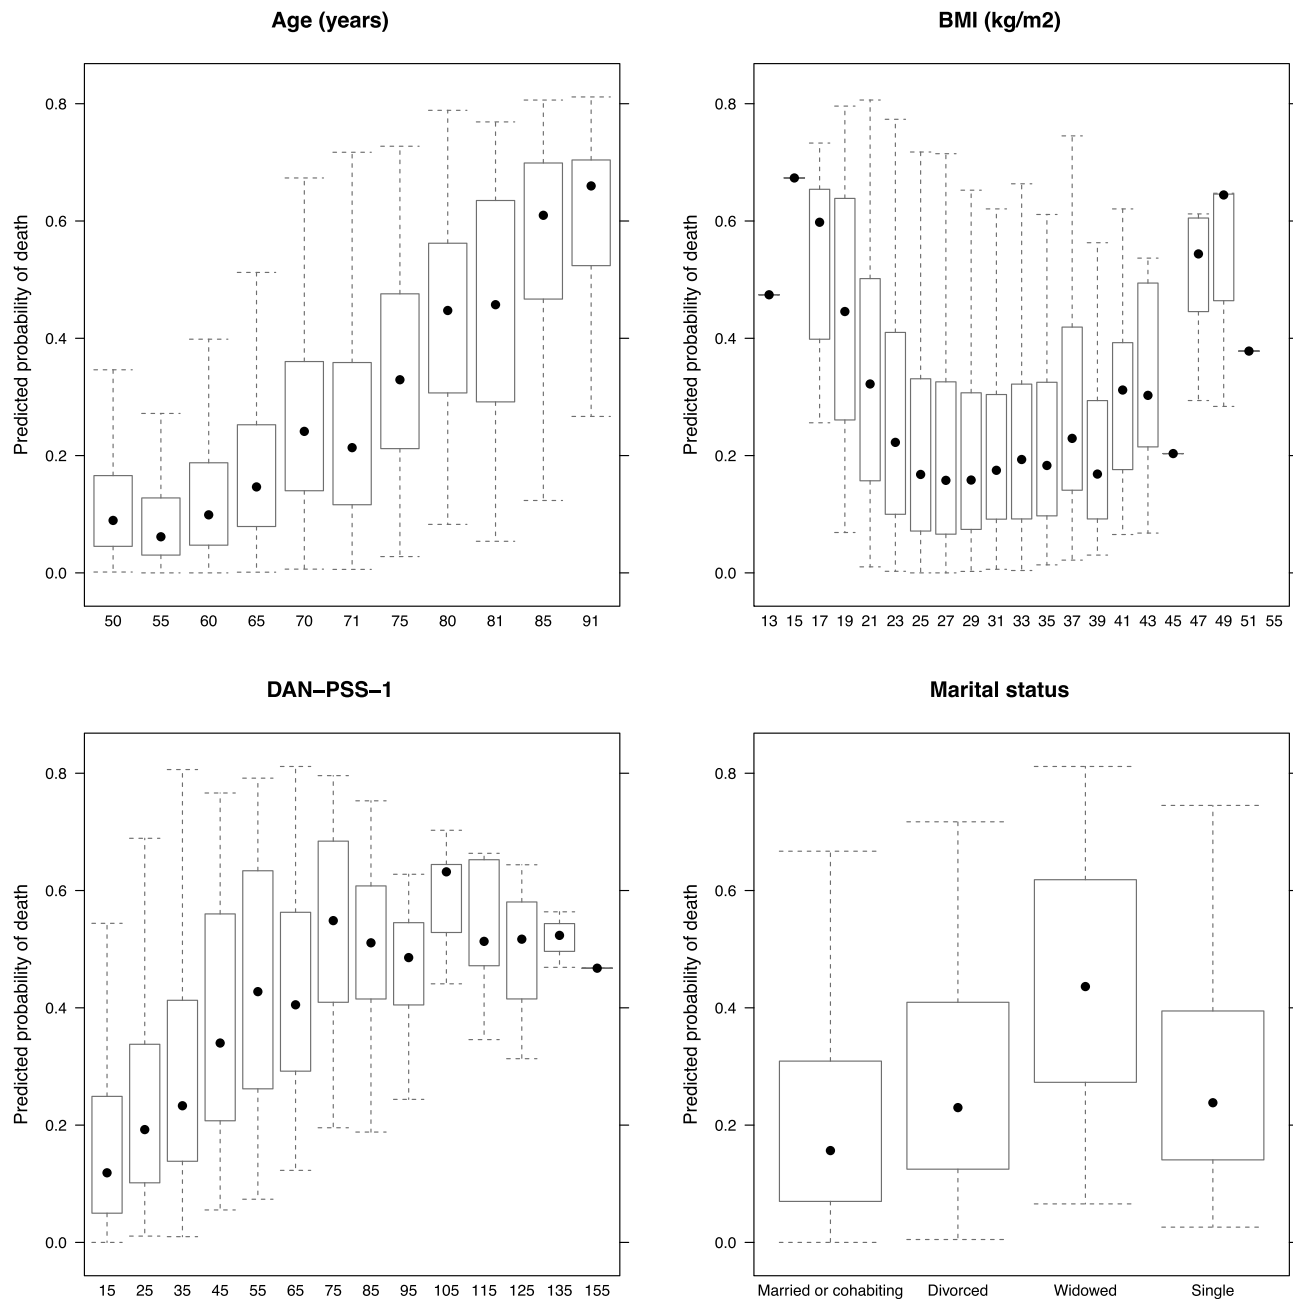 Age (years)
Predicted probability of death
0.8
0.6
0.4
0.2
0.0
50 55 60 65 70 71 75 80 81 85 91
BMI (kg/m2)
Predicted probability of death
0.8
0.6
0.4
0.2
0.0
13 15 17 19 21 23 25 27 29 31 33 35 37 39 41 43 45 47 49 51 55
DAN−PSS−1
Predicted probability of death
0.8
0.6
0.4
0.2
0.0
15 25 35 45 55 65 75 85 95 105 115 125 135 155
Marital status
Predicted probability of death
0.8
0.6
0.4
0.2
0.0
Married or cohabiting Divorced Widowed Single